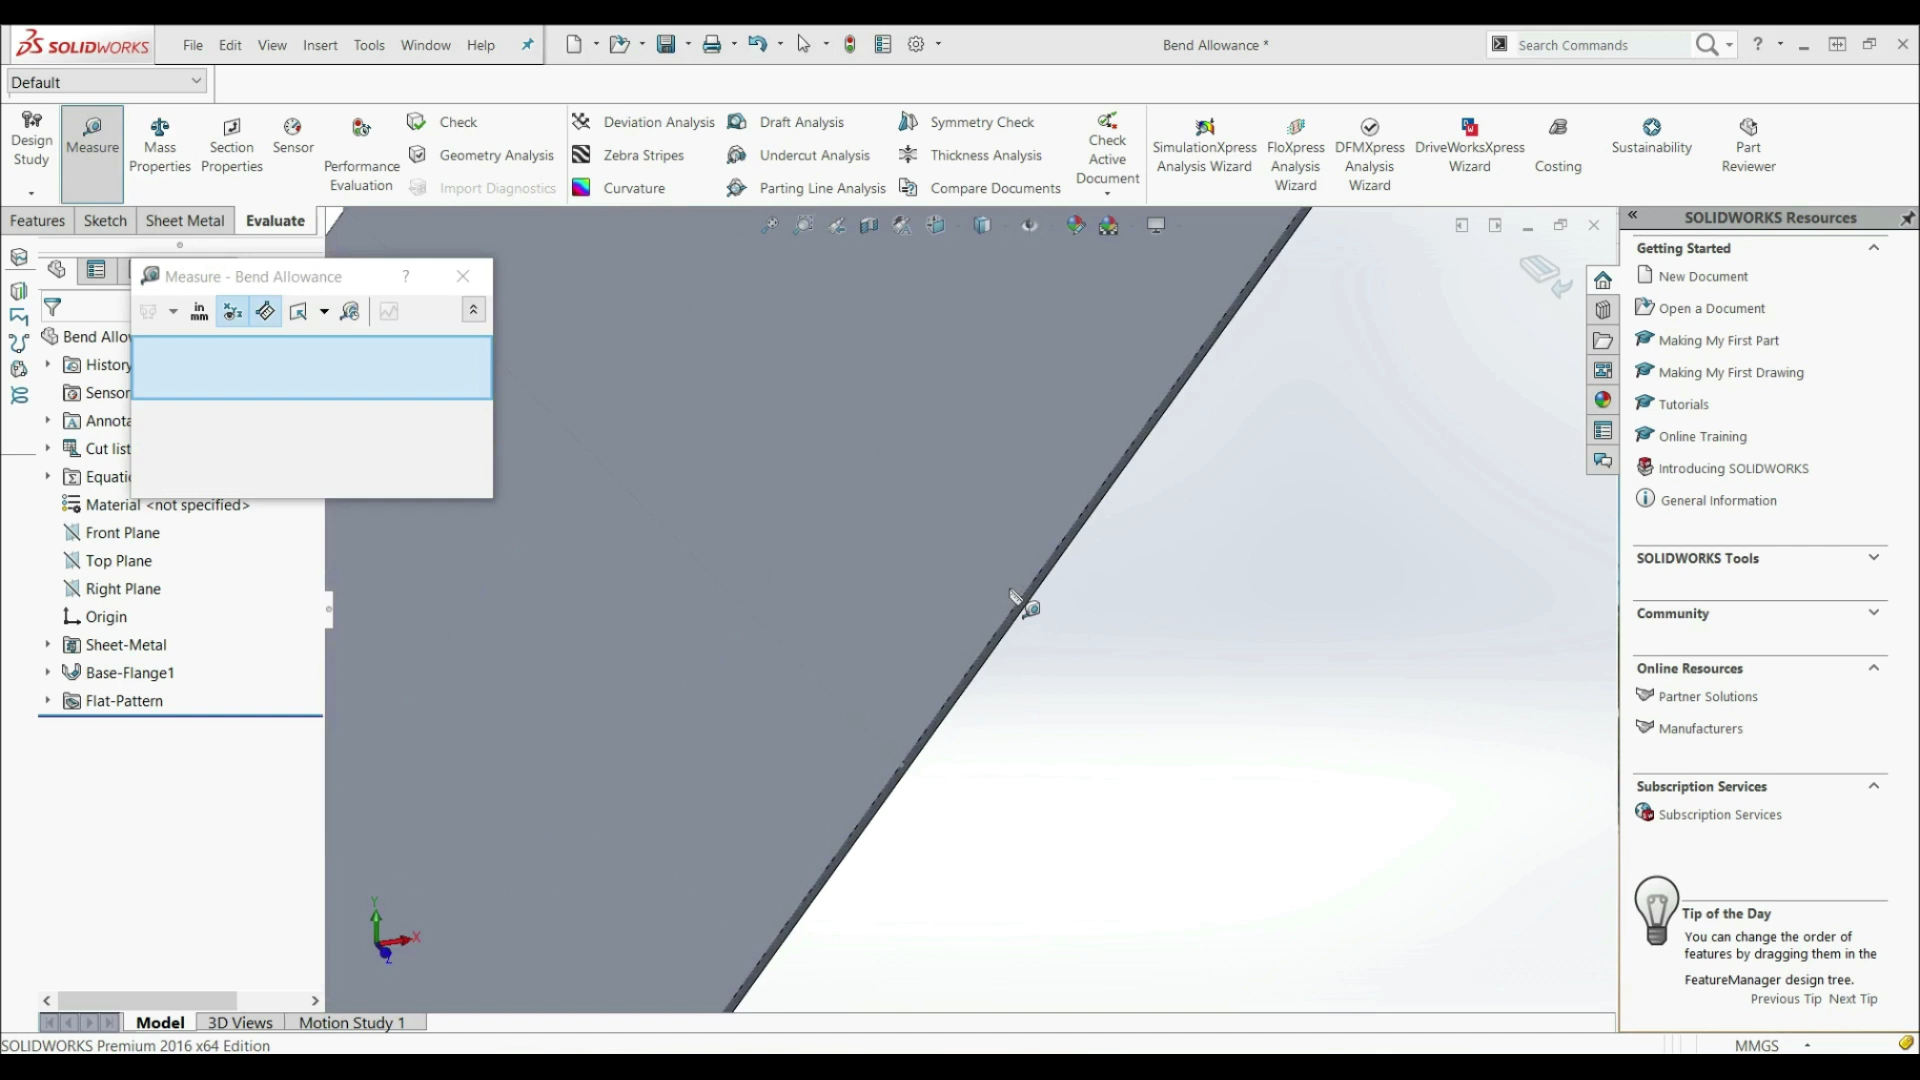 SOLIDWORKS
File Edit View Insert Tools Window Help
Bend Allowance *
Search Commands
?
Default
Design Study
Measure
Mass Properties
Section Properties
Sensor
Performance Evaluation
Check
Geometry Analysis
Import Diagnostics
Deviation Analysis
Zebra Stripes
Curvature
Draft Analysis
Undercut Analysis
Parting Line Analysis
Symmetry Check
Thickness Analysis
Compare Documents
Check Active Document
SimulationXpress Analysis Wizard
FloXpress Analysis Wizard
DFMXpress Analysis Wizard
DriveWorksXpress Wizard
Costing
Sustainability
Part Reviewer
Features Sketch Sheet Metal Evaluate
Measure - Bend Allowance ?
in
mm
Bend Allo
History
Sensor
Annota
Cut list
Equati
Material <not specified>
Front Plane
Top Plane
Right Plane
Origin
Sheet-Metal
Base-Flange1
Flat-Pattern
Y
X
Z
Model 3D Views Motion Study 1
SOLIDWORKS Premium 2016 x64 Edition
MMGS
SOLIDWORKS Resources
Getting Started
New Document
Open a Document
Making My First Part
Making My First Drawing
Tutorials
Online Training
Introducing SOLIDWORKS
General Information
SOLIDWORKS Tools
Community
Online Resources
Partner Solutions
Manufacturers
Subscription Services
Subscription Services
Tip of the Day
You can change the order of
features by dragging them in the
FeatureManager design tree.
Previous Tip Next Tip